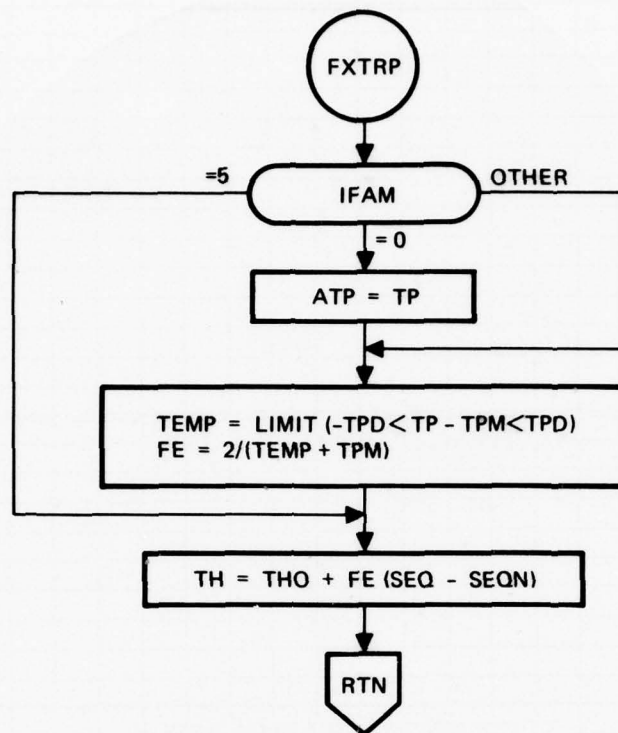 FXTRP
=5
OTHER
IFAM
= 0
ATP = TP
TEMP = LIMIT (-TPD<TP - TPM<TPD)
FE = 2/(TEMP + TPM)
TH = THO + FE (SEQ - SEQN)
RTN